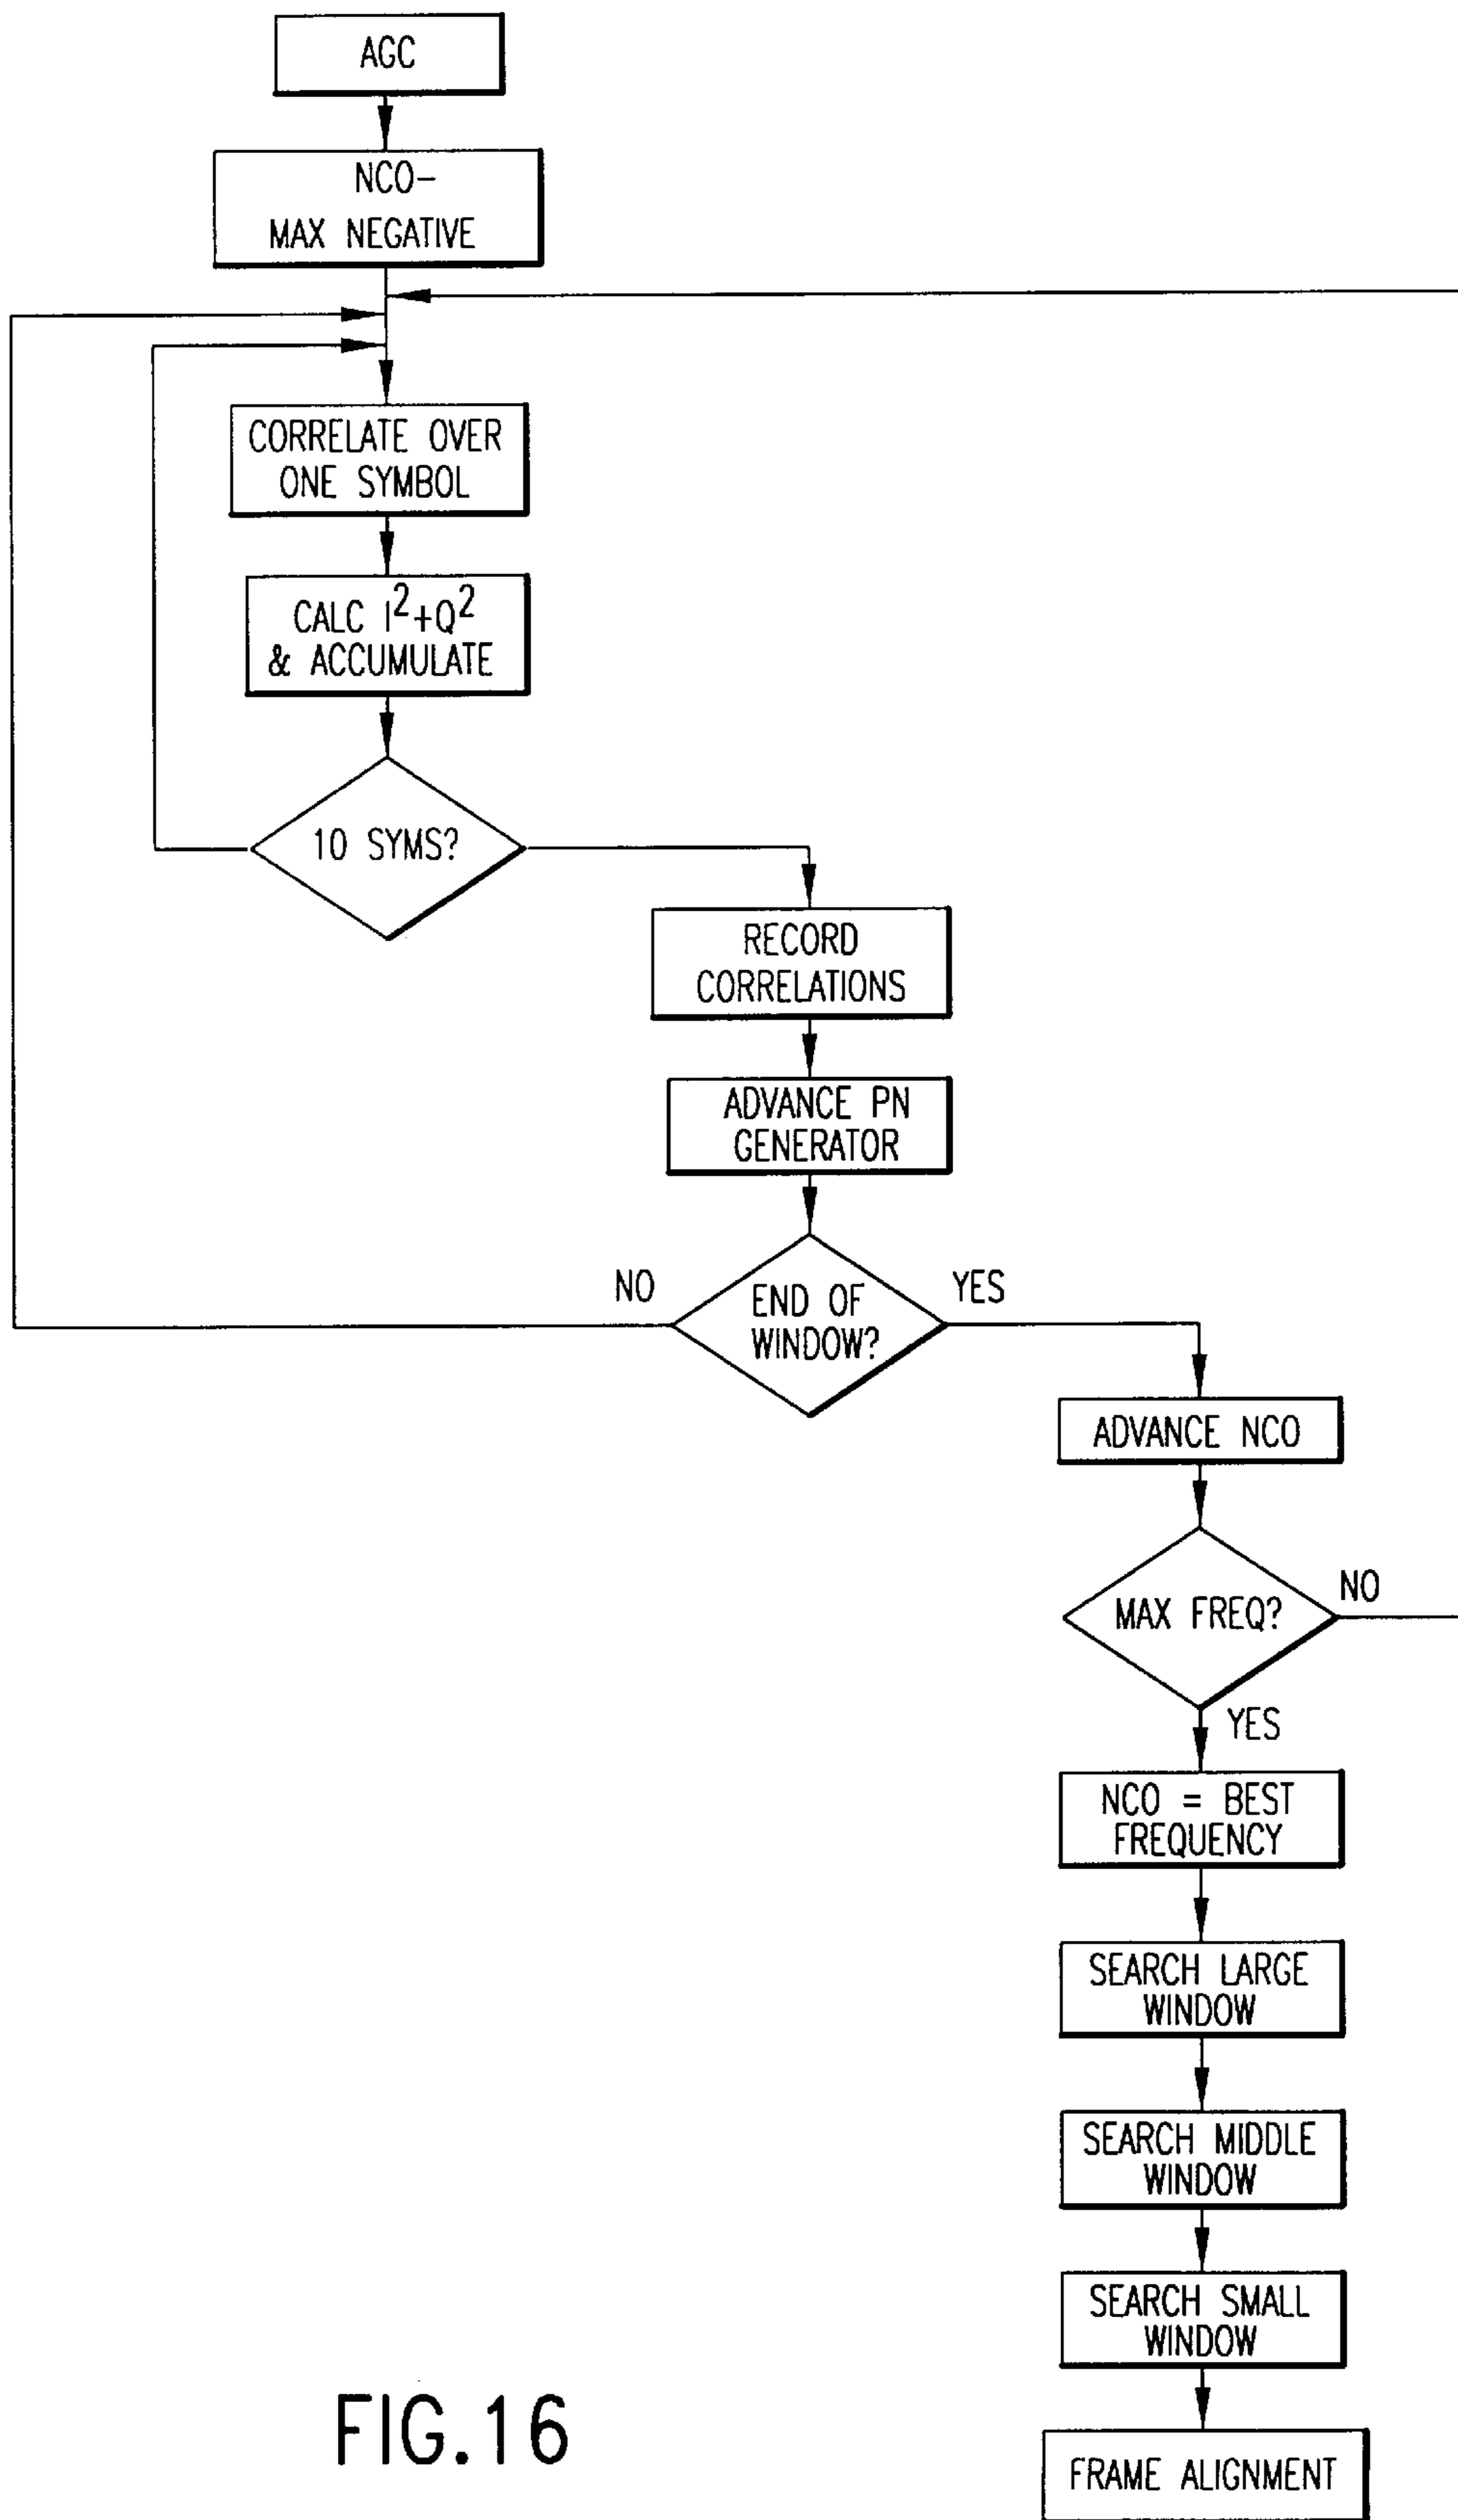 AGC
NCO-
MAX NEGATIVE
CORRELATE OVER
ONE SYMBOL
CALC I²+Q²
& ACCUMULATE
10 SYMS?
RECORD
CORRELATIONS
ADVANCE PN
GENERATOR
NO
END OF
WINDOW?
YES
ADVANCE NCO
MAX FREQ?
NO
YES
NCO = BEST
FREQUENCY
SEARCH LARGE
WINDOW
SEARCH MIDDLE
WINDOW
SEARCH SMALL
WINDOW
FRAME ALIGNMENT
FIG.16